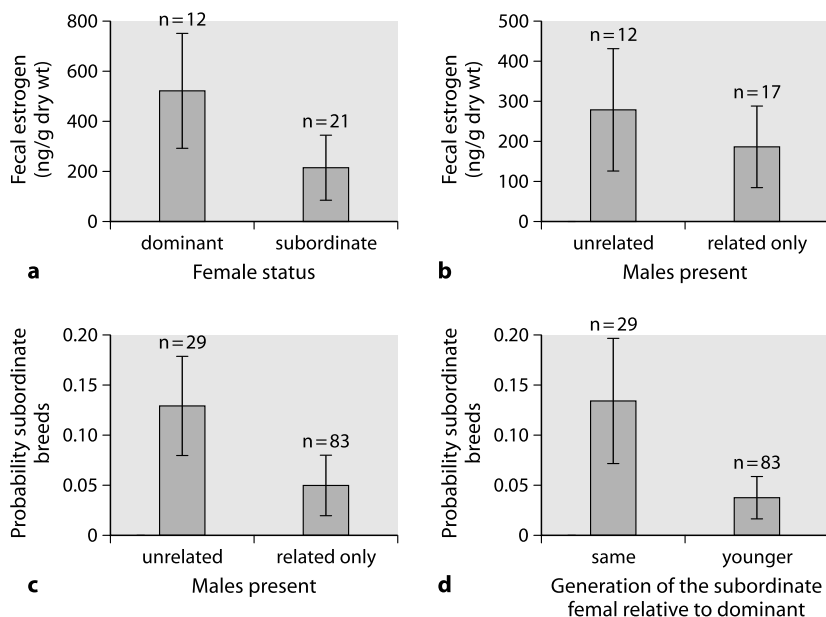 800
600
400
200
0
Fecal estrogen
(ng/g dry wt)
n=12
n=21
dominant
subordinate
Female status
a
500
400
300
200
100
0
Fecal estrogen
(ng/g dry wt)
n=12
n=17
unrelated
related only
Males present
b
0.20
0.15
0.10
0.05
0
Probability subordinate
breeds
n=29
n=83
unrelated
related only
Males present
c
0.20
0.15
0.10
0.05
0
Probability subordinate
breeds
n=29
n=83
same
younger
Generation of the subordinate
femal relative to dominant
d